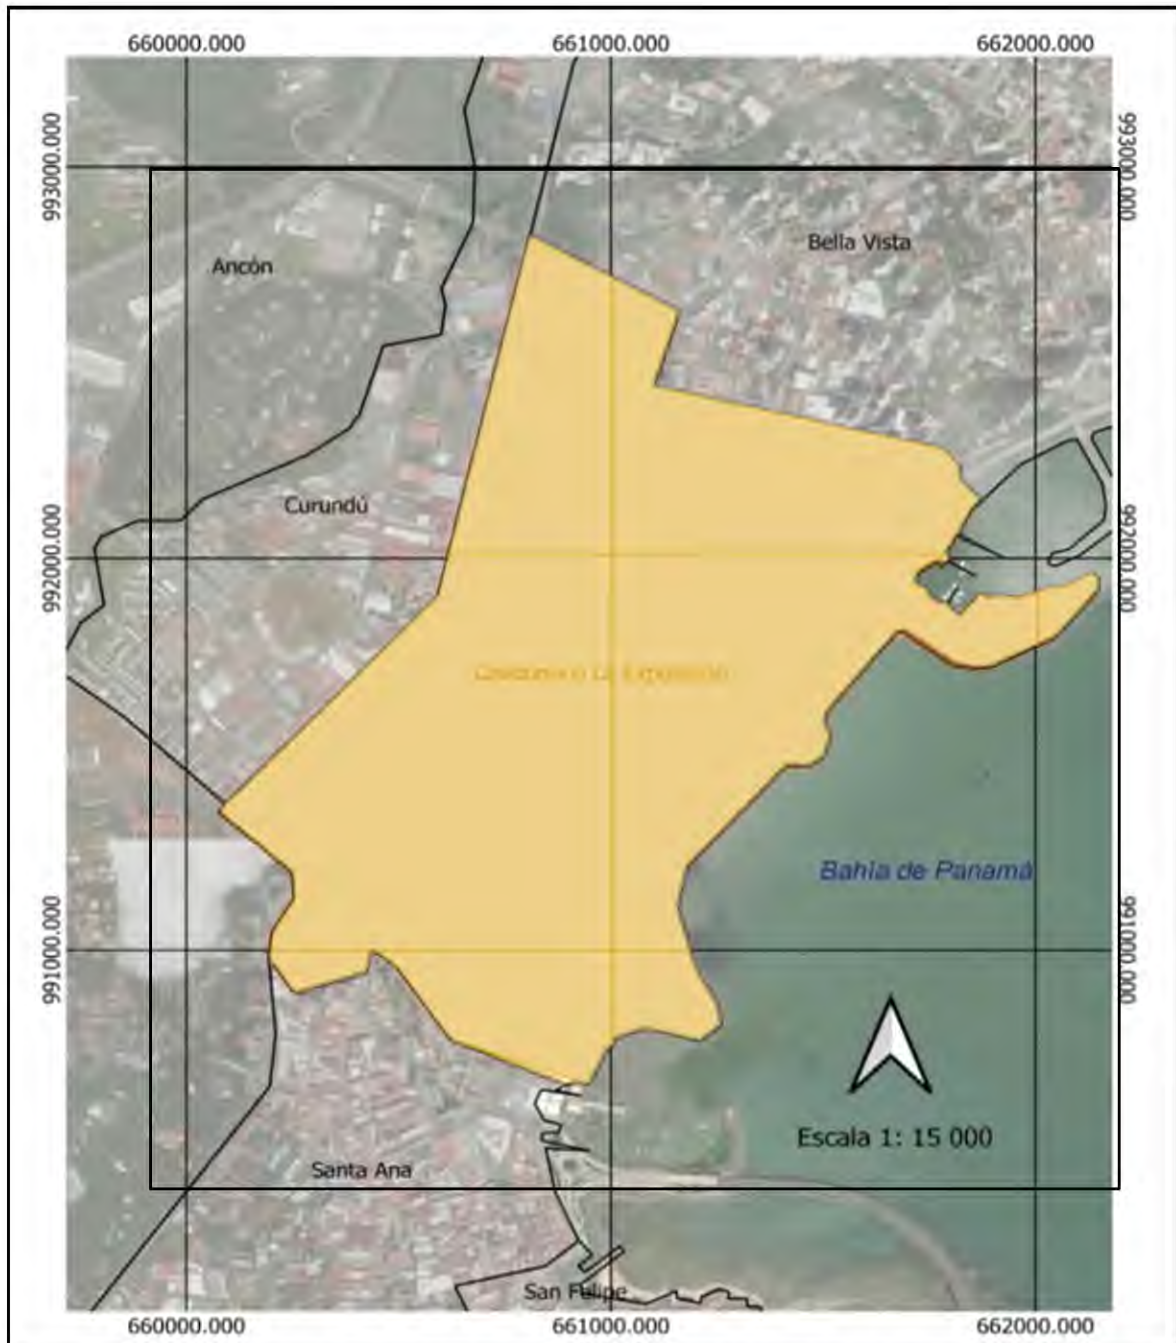 660000.000 661000.000 662000.000
993000.000 993000.000
Bella Vista
Ancón
Curundú
992000.000 992000.000
Bahía de Panamá
991000.000 991000.000
Escala 1: 15 000
Santa Ana
San Felipe
660000.000 661000.000 662000.000